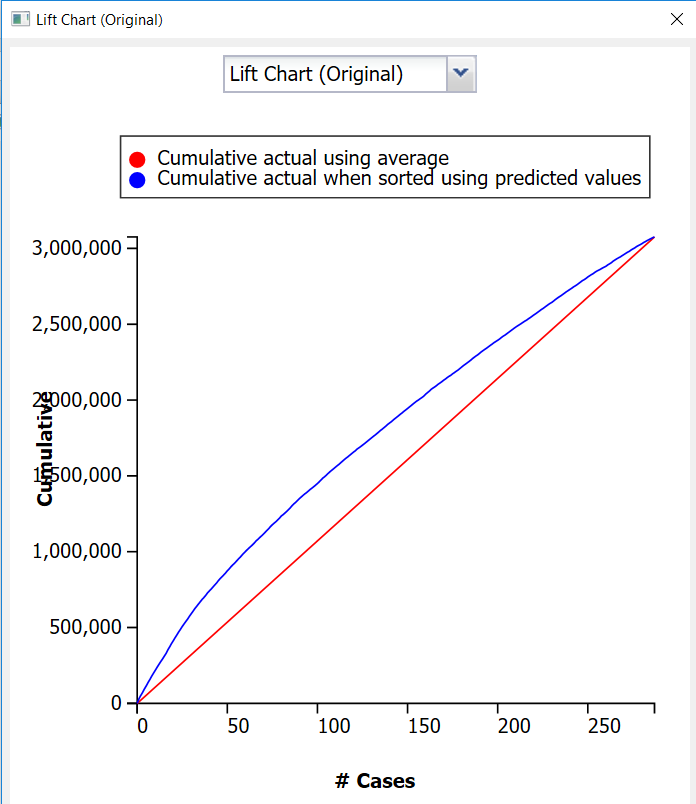 Lift Chart (Original)
Lift Chart (Original)
Cumulative actual using average
Cumulative actual when sorted using predicted values
3,000,000
2,500,000
2,000,000
1,500,000
1,000,000
500,000
0
Cumulative
0 50 100 150 200 250
# Cases